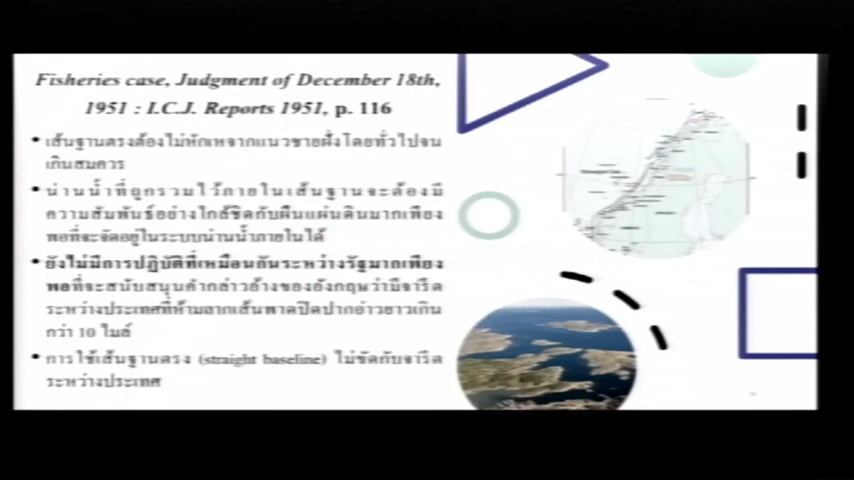 Fisheries case, Judgment of December 18th,
1951 : I.C.J. Reports 1951, p. 116
• เส้นฐานตรงต้องไม่หักเหจากแนวชายฝั่งโดยทั่วไปจน
เกินสมควร
• น่านน้ำที่ถูกรวมไว้ภายในเส้นฐานจะต้องมี
ความสัมพันธ์อย่างใกล้ชิดกับผืนแผ่นดินมากเพียง
พอที่จะจัดอยู่ในระบบน่านน้ำภายในได้
• ยังไม่มีการปฏิบัติที่เหมือนกันระหว่างรัฐมากเพียง
พอที่จะสนับสนุนคำกล่าวอ้างของอังกฤษว่ามีจารีต
ระหว่างประเทศที่ห้ามลากเส้นพาดปิดปากอ่าวยาวเกิน
กว่า 10 ไมล์
• การใช้เส้นฐานตรง (straight baseline) ไม่ขัดกับจารีต
ระหว่างประเทศ